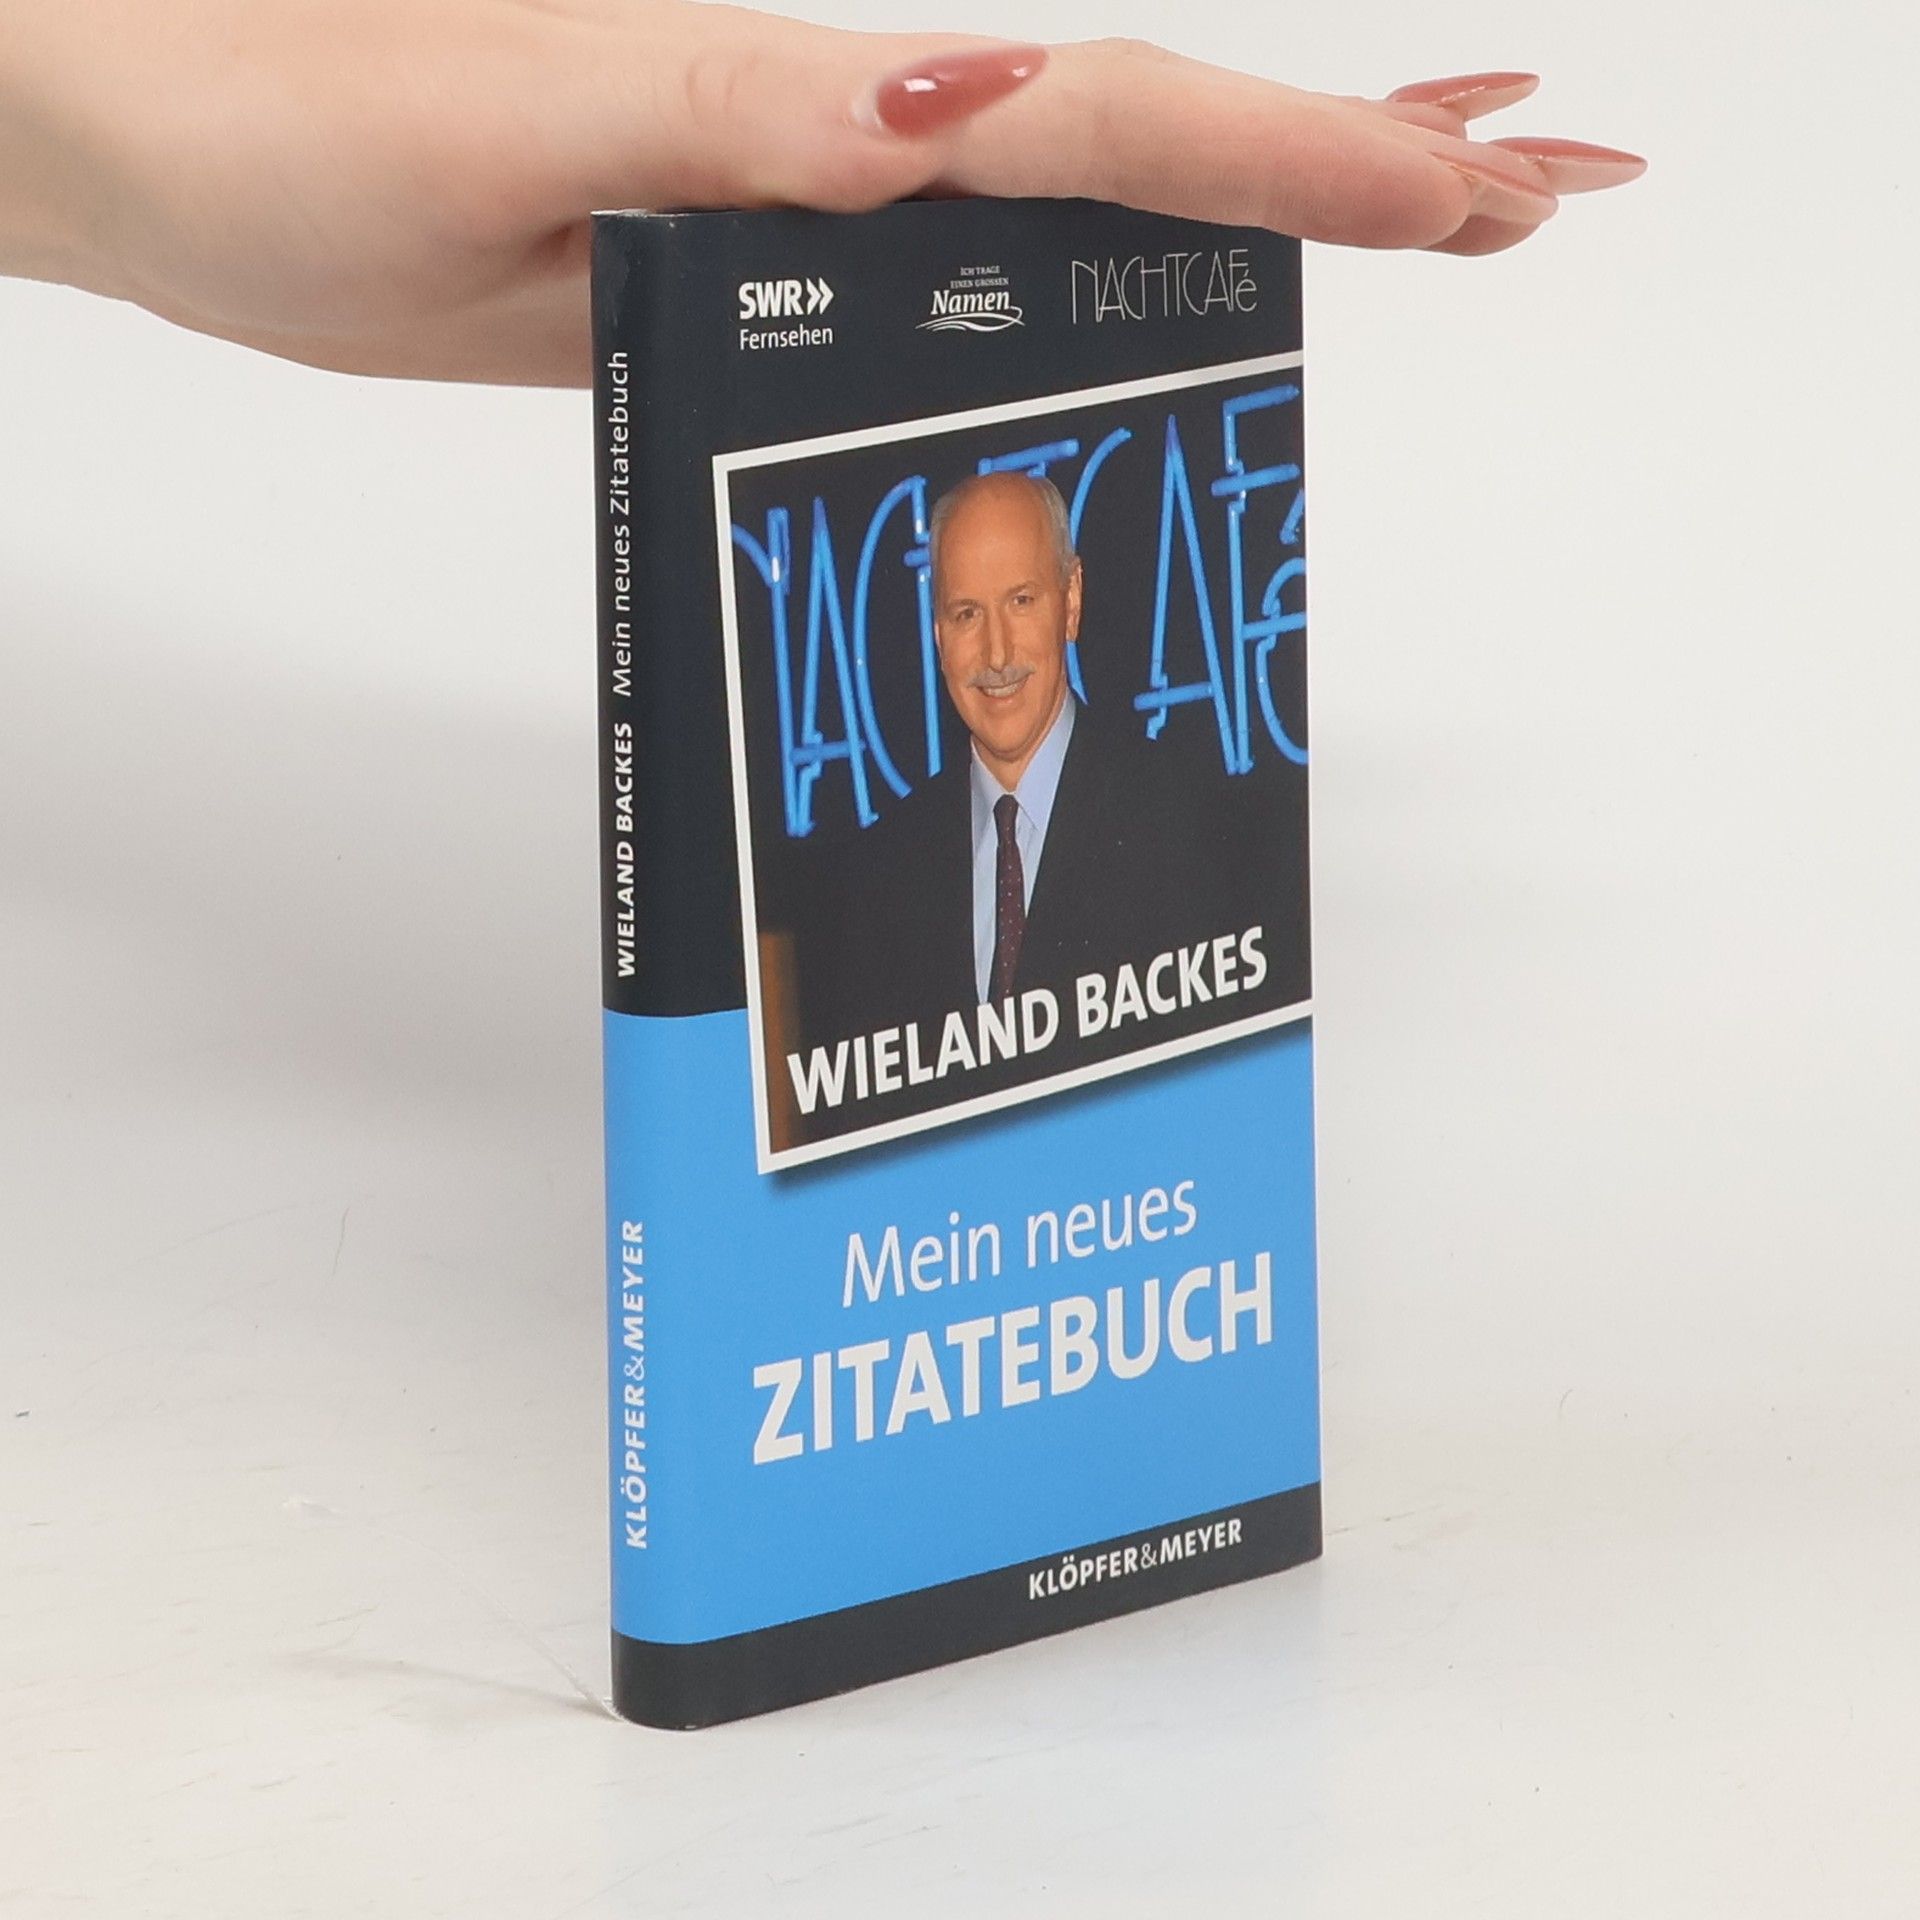 WIELAND BACKES Mein neues Zitatebuch
KLÖPFER&MEYER
SWR
Fernsehen
ICH TRAGE
EINEN GROSSEN
Namen
NACHTCAFé
NACHTCAFé
WIELAND BACKES
Mein neues
ZITATEBUCH
KLÖPFER&MEYER